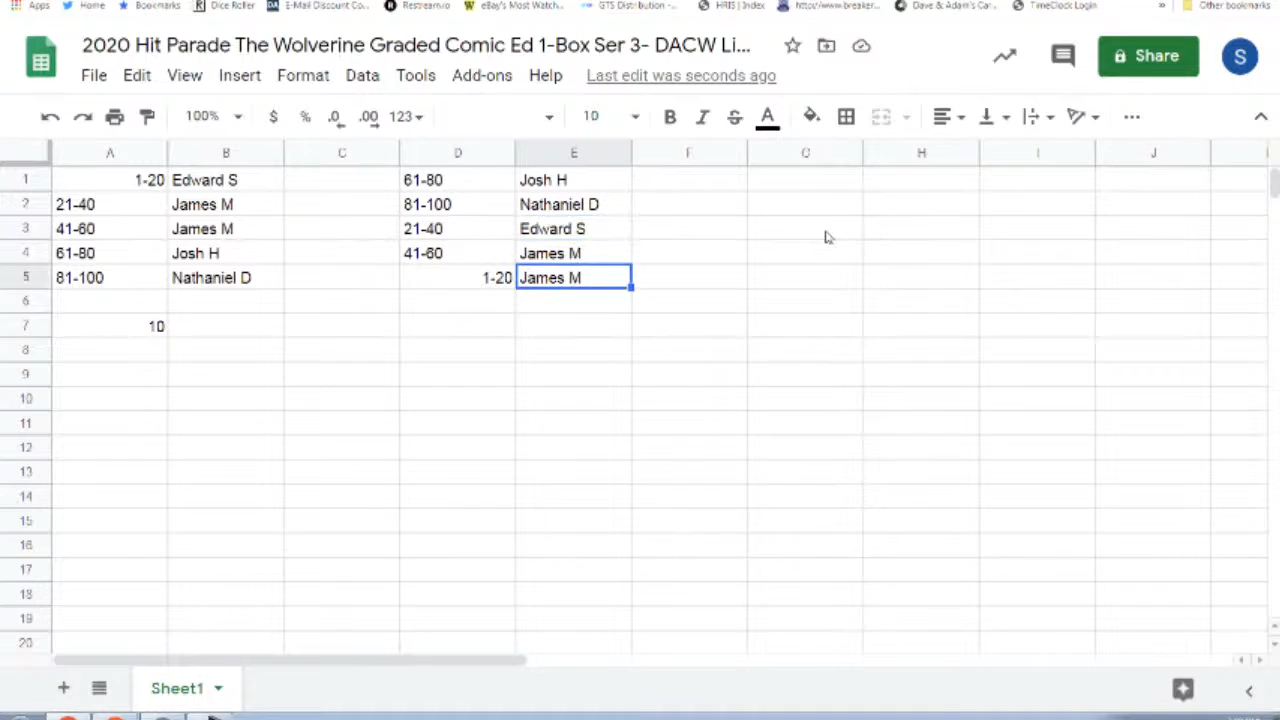 Apps Home Bookmarks Dice Roller E-Mail Discount Co... Restream.io eBay's Most Watch... GTS Distribution -... HRIS | Index http://www.breaker... Dave & Adam's Car... TimeClock Login » Other bookmarks
2020 Hit Parade The Wolverine Graded Comic Ed 1-Box Ser 3- DACW Li...
Share
S
File Edit View Insert Format Data Tools Add-ons Help Last edit was seconds ago
100% $ % .0 .00 123 10 B I S A ...
A B C D E F G H I J
1 1-20 Edward S 61-80 Josh H
2 21-40 James M 81-100 Nathaniel D
3 41-60 James M 21-40 Edward S
4 61-80 Josh H 41-60 James M
5 81-100 Nathaniel D 1-20 James M
6
7 10
8
9
10
11
12
13
14
15
16
17
18
19
20
+ Sheet1